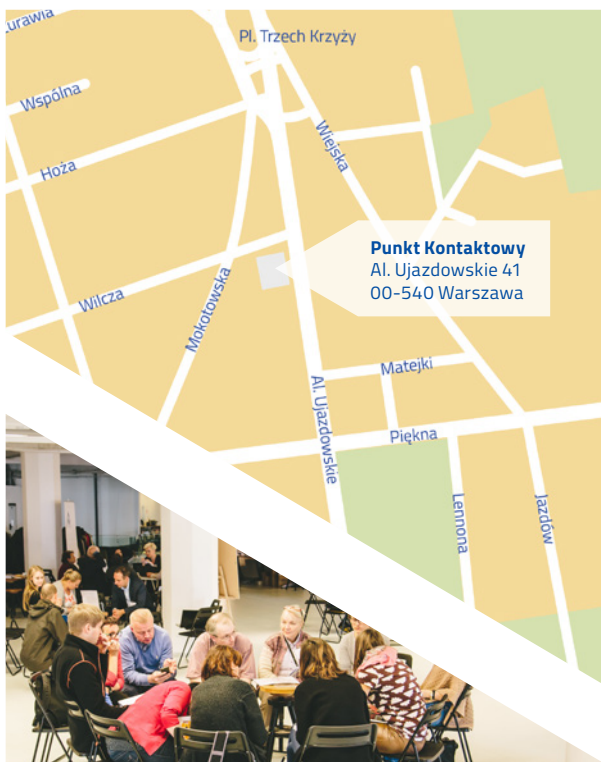 Pl. Trzech Krzyży
Wspólna
Wiejska
Hoża
Punkt Kontaktowy
Al. Ujazdowskie 41
00-540 Warszawa
Wilcza
Mokotowska
Matejki
Al. Ujazdowskie
Piękna
Lennona
Jazdów